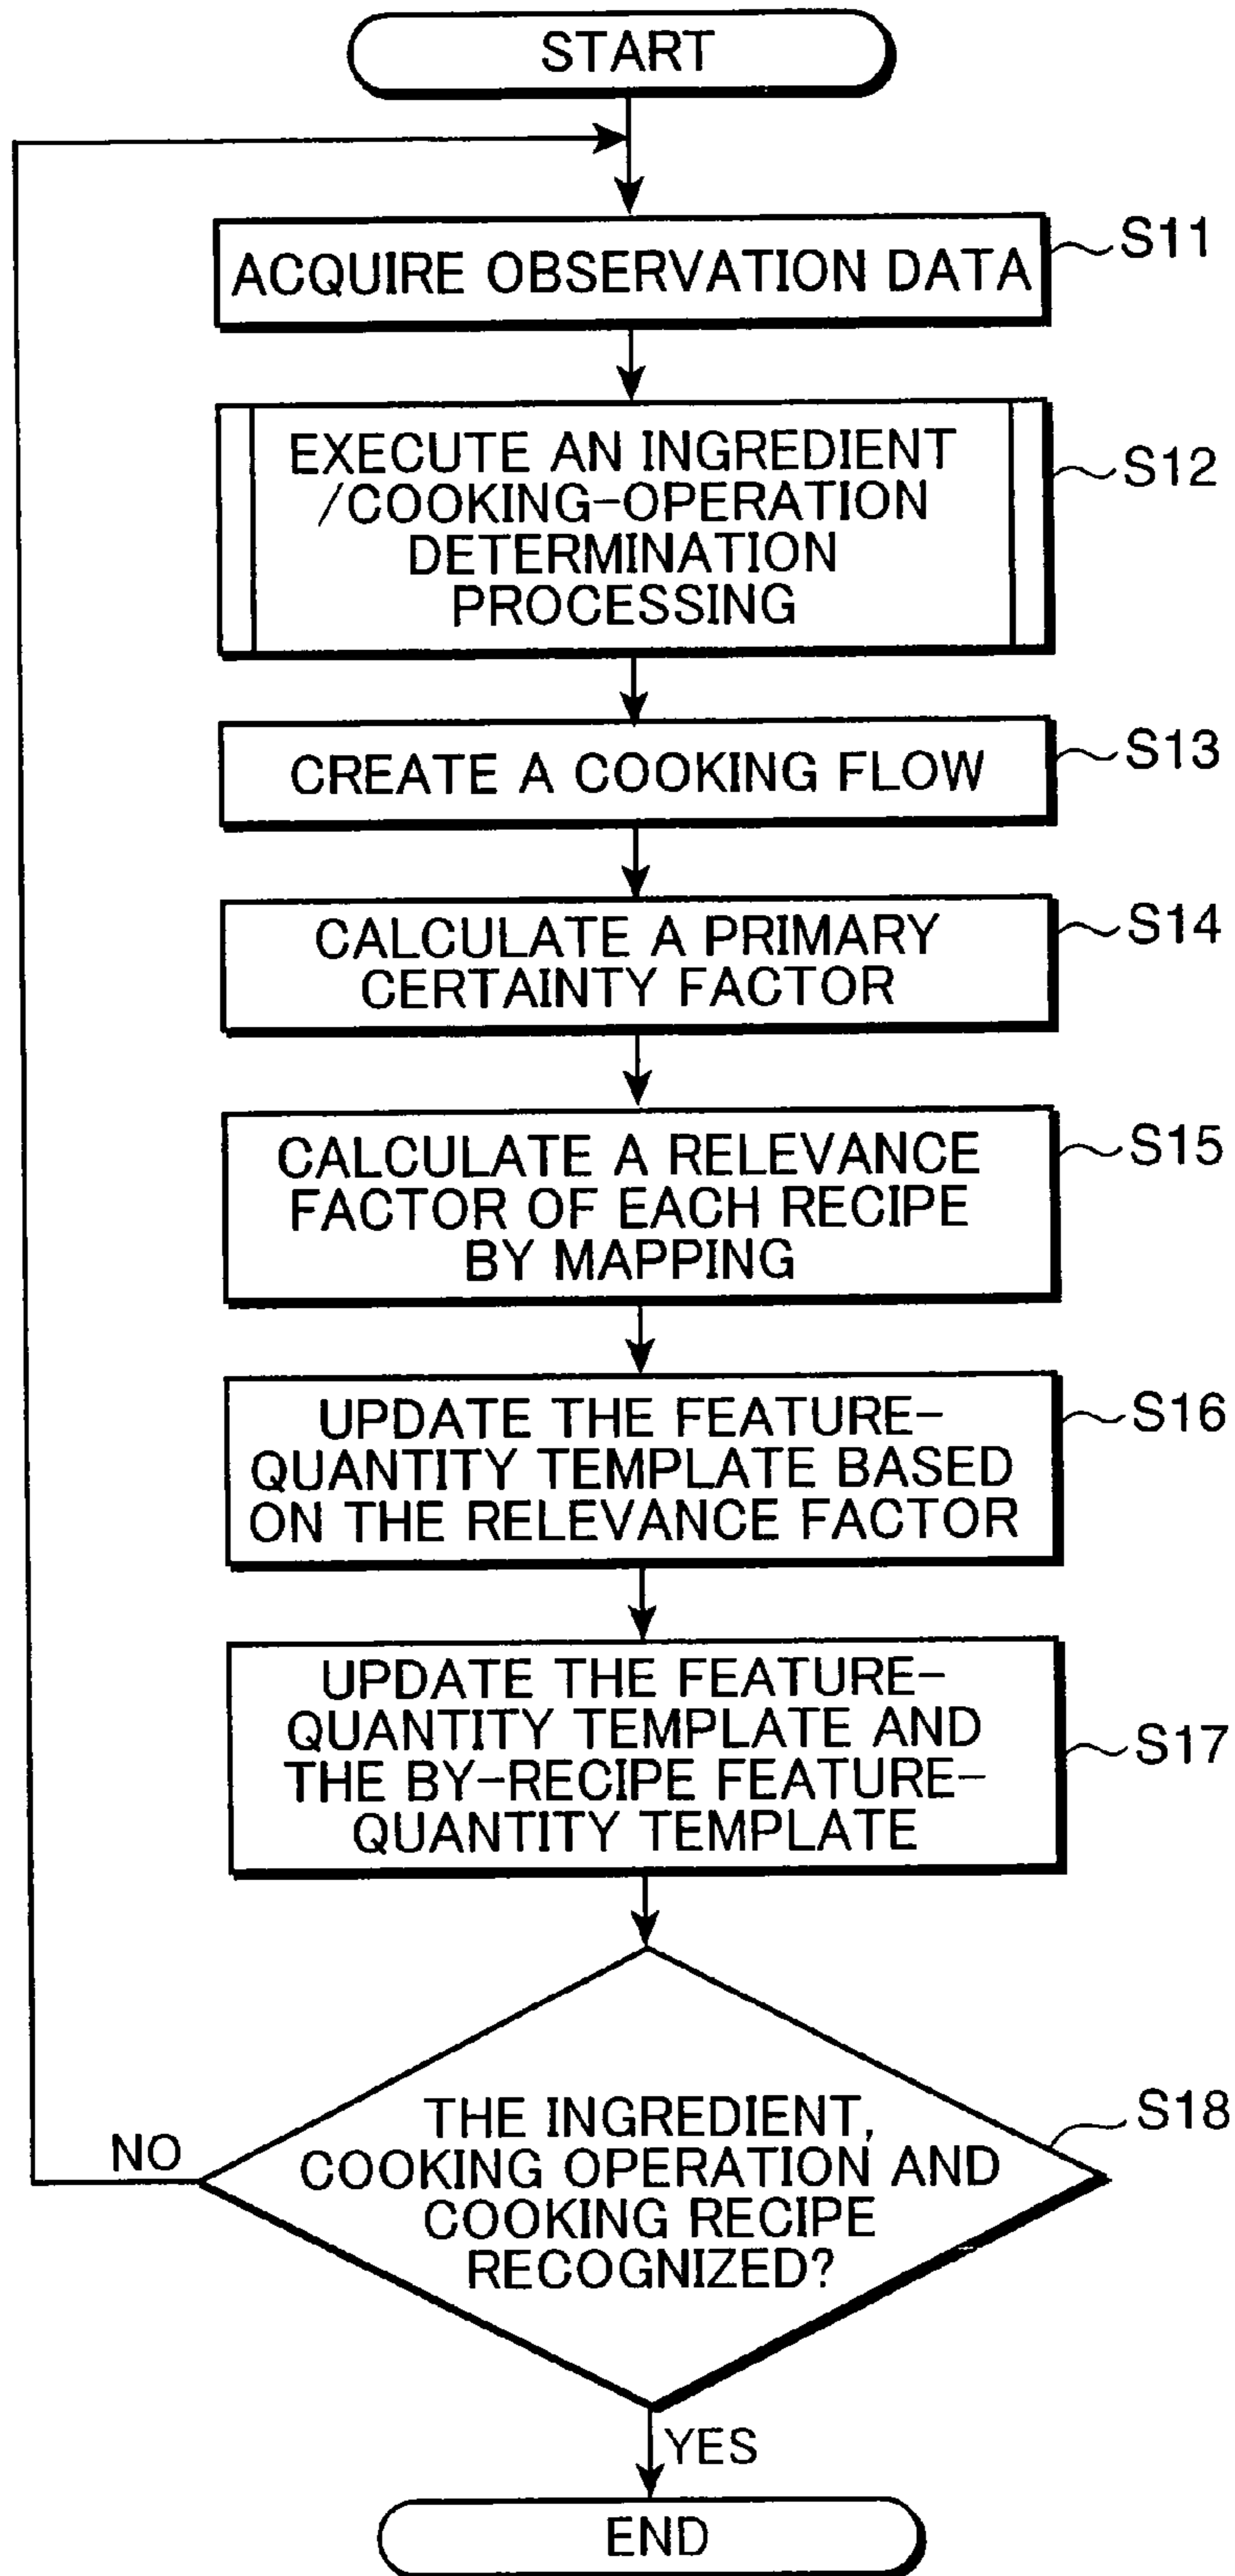 START
ACQUIRE OBSERVATION DATA
S11
EXECUTE AN INGREDIENT
/COOKING-OPERATION
DETERMINATION
PROCESSING
S12
CREATE A COOKING FLOW
S13
CALCULATE A PRIMARY
CERTAINTY FACTOR
S14
CALCULATE A RELEVANCE
FACTOR OF EACH RECIPE
BY MAPPING
S15
UPDATE THE FEATURE-
QUANTITY TEMPLATE BASED
ON THE RELEVANCE FACTOR
S16
UPDATE THE FEATURE-
QUANTITY TEMPLATE AND
THE BY-RECIPE FEATURE-
QUANTITY TEMPLATE
S17
THE INGREDIENT,
COOKING OPERATION AND
COOKING RECIPE
RECOGNIZED?
S18
NO
YES
END